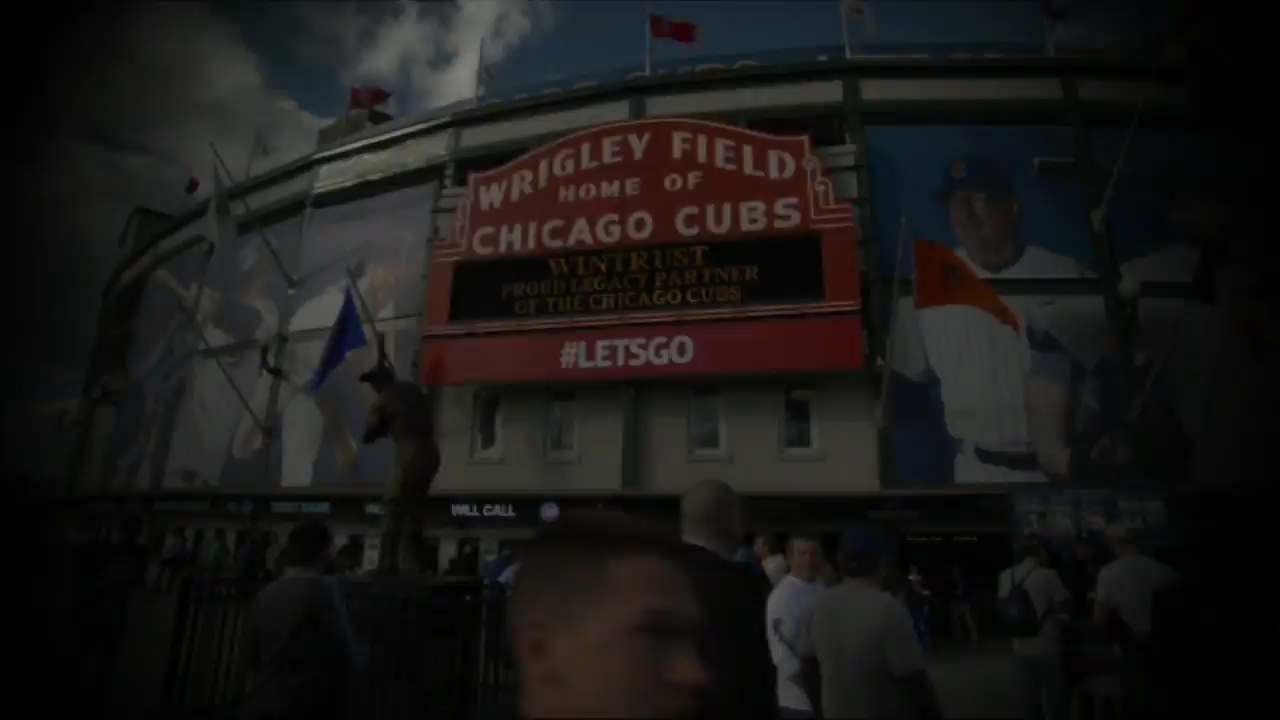 WRIGLEY FIELD
HOME OF
CHICAGO CUBS
WINTRUST
PROUD LEGACY PARTNER
OF THE CHICAGO CUBS
#LETSGO
WILL CALL